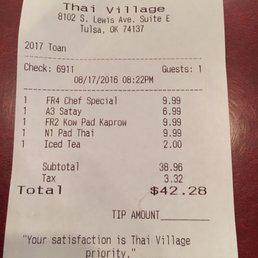 Thai Village
8102 S. Lewis Ave. Suite E
Tulsa, OK 74137
2017 Toan
Check: 6911 Guests: 1
08/17/2016 08:22PM
1 FR4 Chef Special 9.99
1 A3 Satay 6.99
1 FR2 Kow Pad Kaprow 9.99
1 N1 Pad Thai 9.99
1 Iced Tea 2.00
Subtotal 38.96
Tax 3.32
Total $42.28
TIP AMOUNT______
"Your satisfaction is Thai Village
priority."